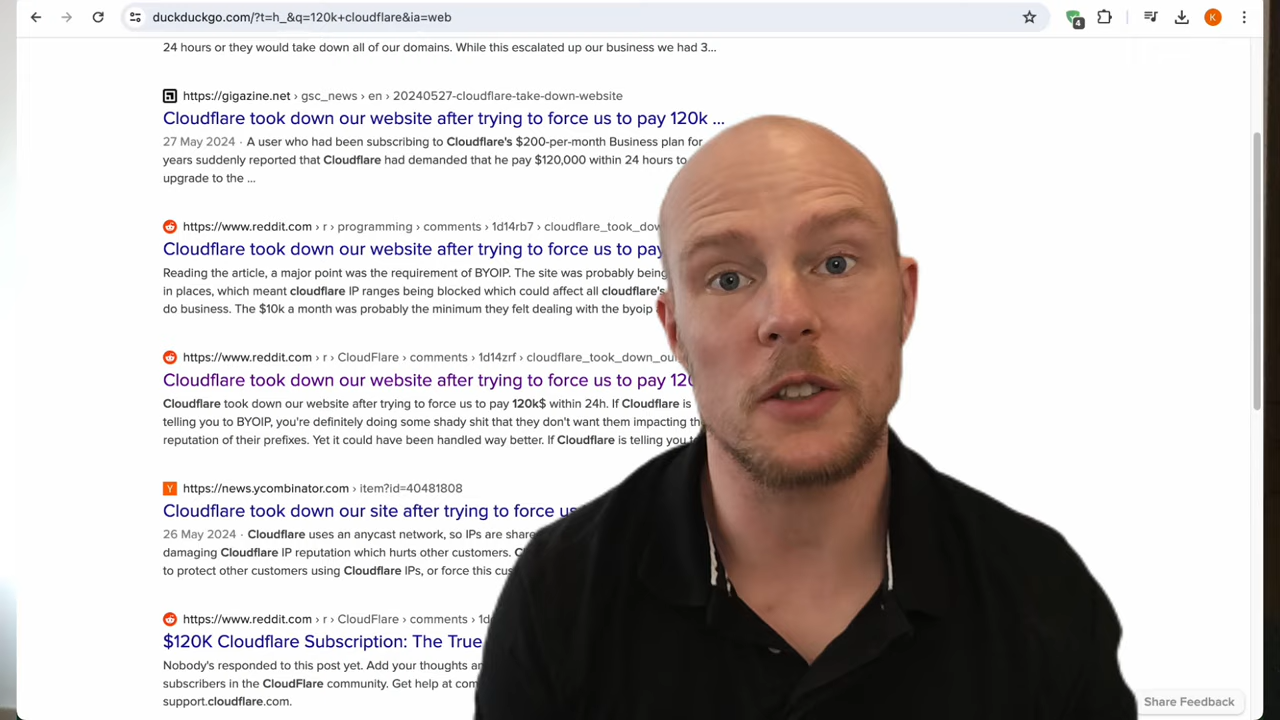 duckduckgo.com/?t=h_&q=120k+cloudflare&ia=web
4
K
24 hours or they would take down all of our domains. While this escalated up our business we had 3...
https://gigazine.net › gsc_news › en › 20240527-cloudflare-take-down-website
Cloudflare took down our website after trying to force us to pay 120k ...
27 May 2024 · A user who had been subscribing to Cloudflare's $200-per-month Business plan for
years suddenly reported that Cloudflare had demanded that he pay $120,000 within 24 hours to
upgrade to the ...
https://www.reddit.com › r › programming › comments › 1d14rb7 › cloudflare_took_dow
Cloudflare took down our website after trying to force us to pay
Reading the article, a major point was the requirement of BYOIP. The site was probably being
in places, which meant cloudflare IP ranges being blocked which could affect all cloudflare's
do business. The $10k a month was probably the minimum they felt dealing with the byoip
https://www.reddit.com › r › CloudFlare › comments › 1d14zrf › cloudflare_took_down_ou
Cloudflare took down our website after trying to force us to pay 120
Cloudflare took down our website after trying to force us to pay 120k$ within 24h. If Cloudflare is
telling you to BYOIP, you're definitely doing some shady shit that they don't want them impacting the
reputation of their prefixes. Yet it could have been handled way better. If Cloudflare is telling you
Y
https://news.ycombinator.com › item?id=40481808
Cloudflare took down our site after trying to force us
26 May 2024 · Cloudflare uses an anycast network, so IPs are share
damaging Cloudflare IP reputation which hurts other customers.
to protect other customers using Cloudflare IPs, or force this cus
https://www.reddit.com › r › CloudFlare › comments › 1d
$120K Cloudflare Subscription: The True
Nobody's responded to this post yet. Add your thoughts an
subscribers in the CloudFlare community. Get help at com
support.cloudflare.com.
Share Feedback